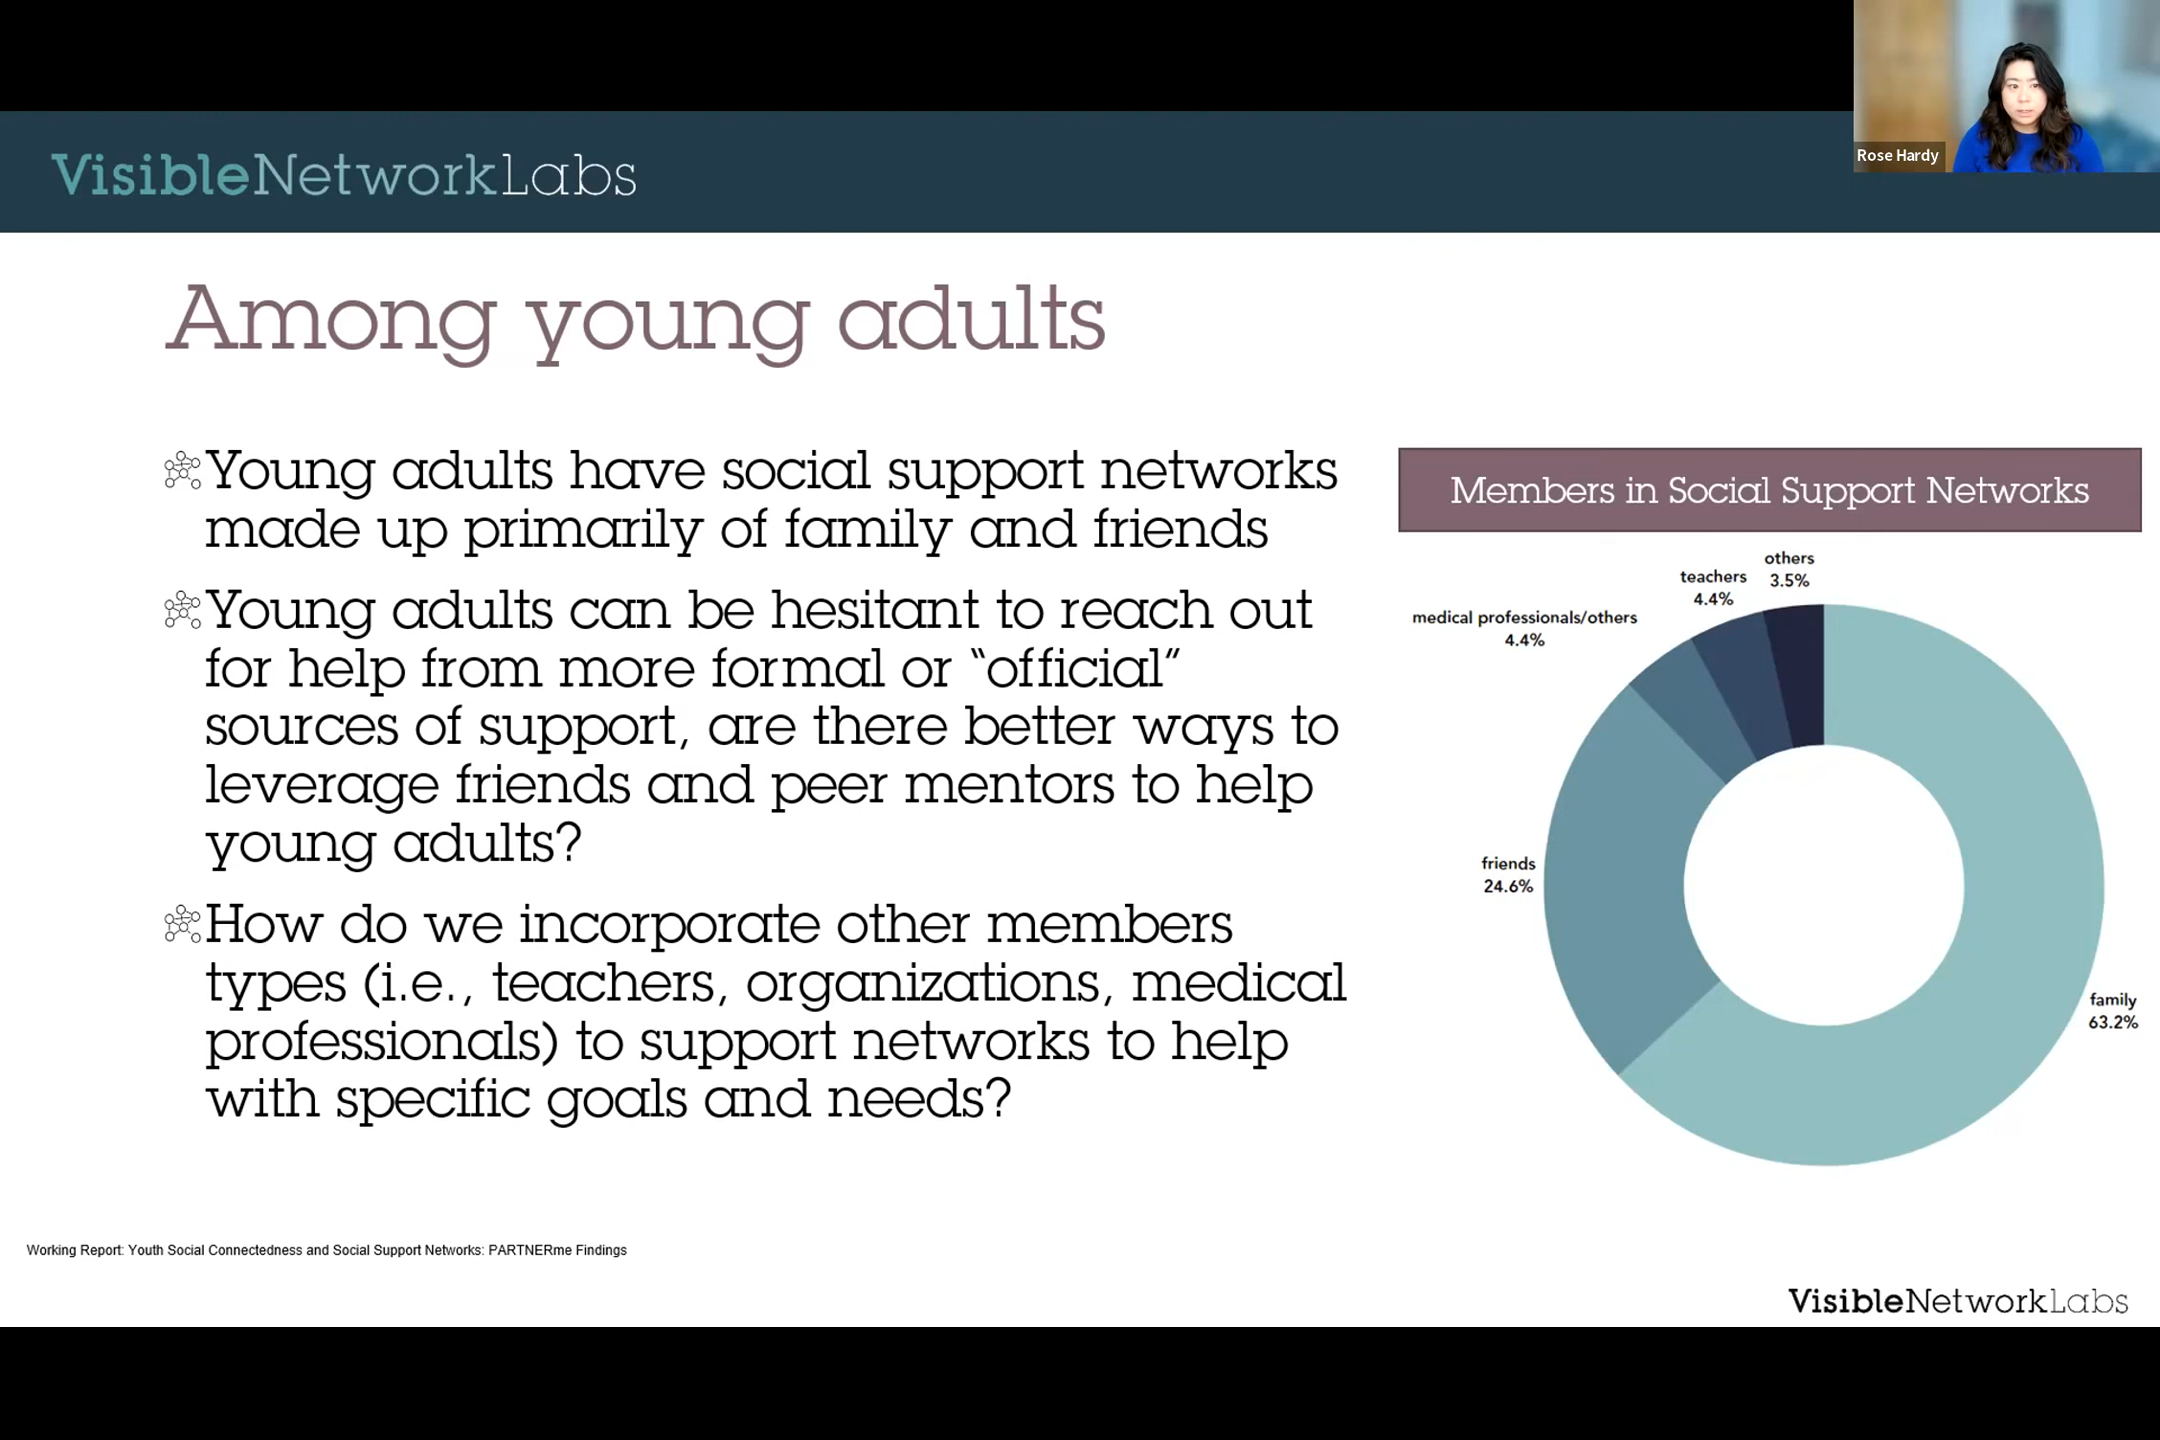 Rose Hardy
VisibleNetworkLabs
Among young adults
Young adults have social support networks
made up primarily of family and friends
Young adults can be hesitant to reach out
for help from more formal or “official”
sources of support, are there better ways to
leverage friends and peer mentors to help
young adults?
How do we incorporate other members
types (i.e., teachers, organizations, medical
professionals) to support networks to help
with specific goals and needs?
Members in Social Support Networks
others
3.5%
teachers
4.4%
medical professionals/others
4.4%
friends
24.6%
family
63.2%
Working Report: Youth Social Connectedness and Social Support Networks: PARTNERme Findings
VisibleNetworkLabs